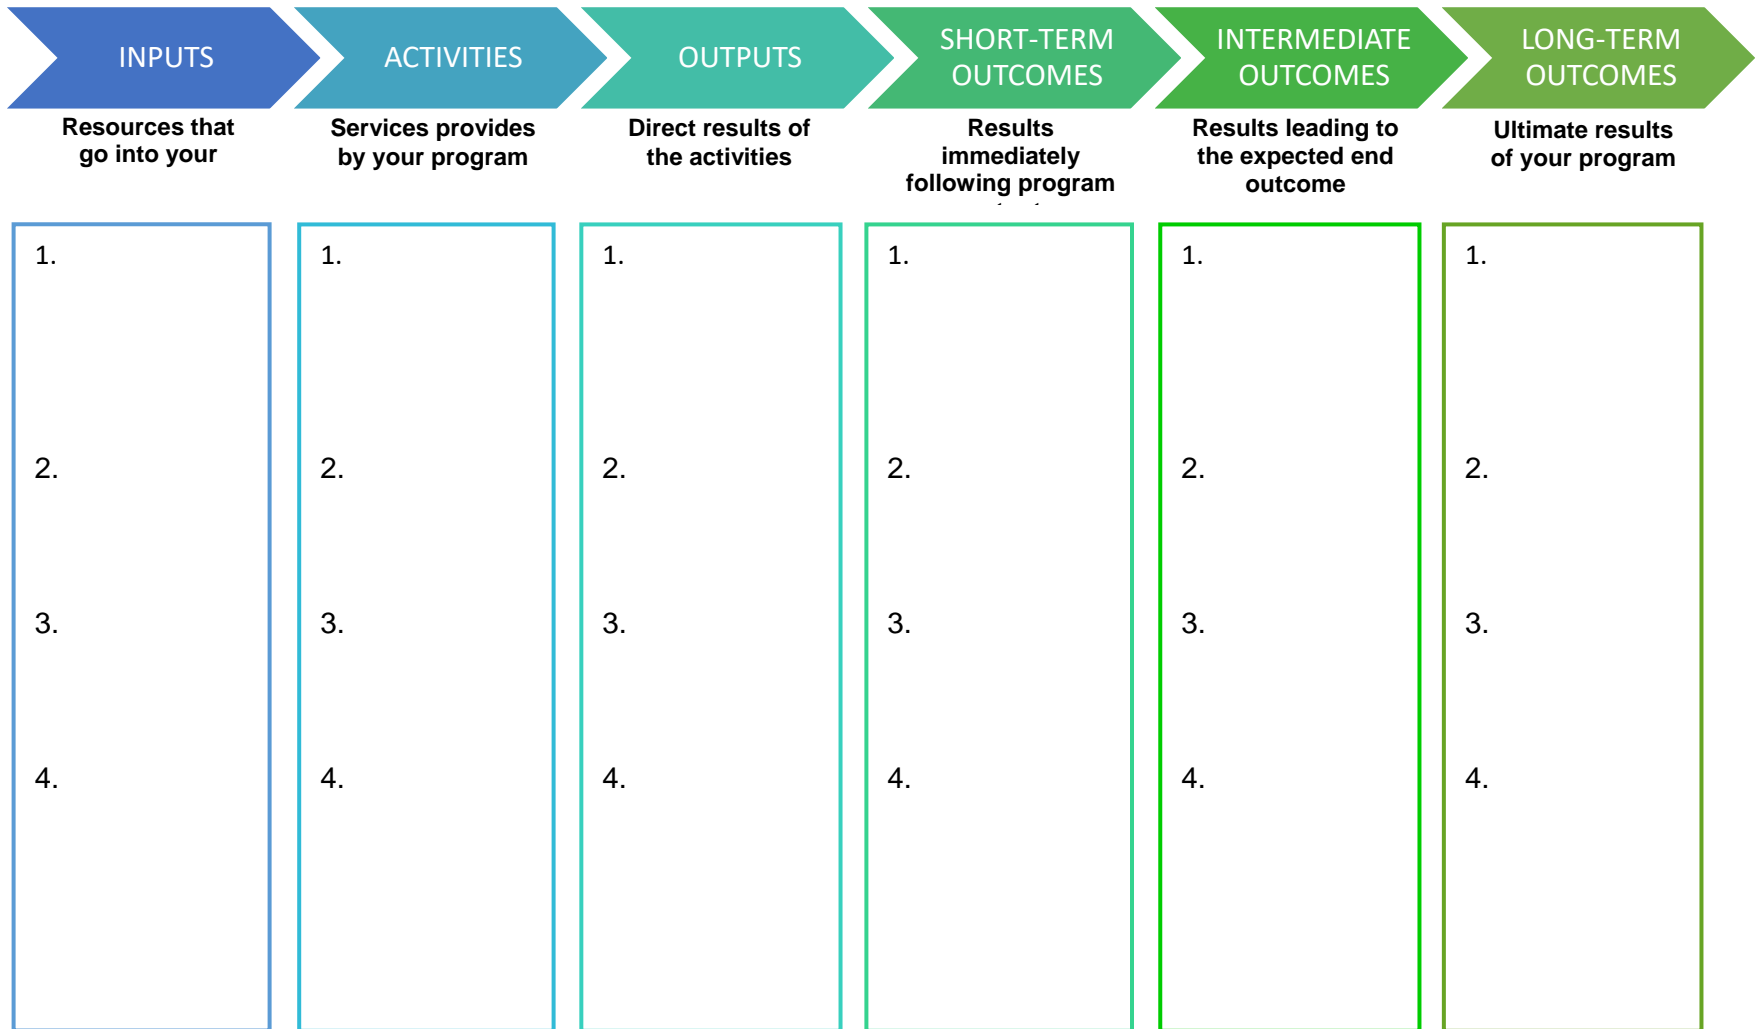 INPUTS
ACTIVITIES
OUTPUTS
SHORT-TERM
OUTCOMES
INTERMEDIATE
OUTCOMES
LONG-TERM
OUTCOMES
Resources that
go into your
Services provides
by your program
Direct results of
the activities
Results
immediately
following program
Results leading to
the expected end
outcome
Ultimate results
of your program
1.
2.
3.
4.
1.
2.
3.
4.
1.
2.
3.
4.
1.
2.
3.
4.
1.
2.
3.
4.
1.
2.
3.
4.